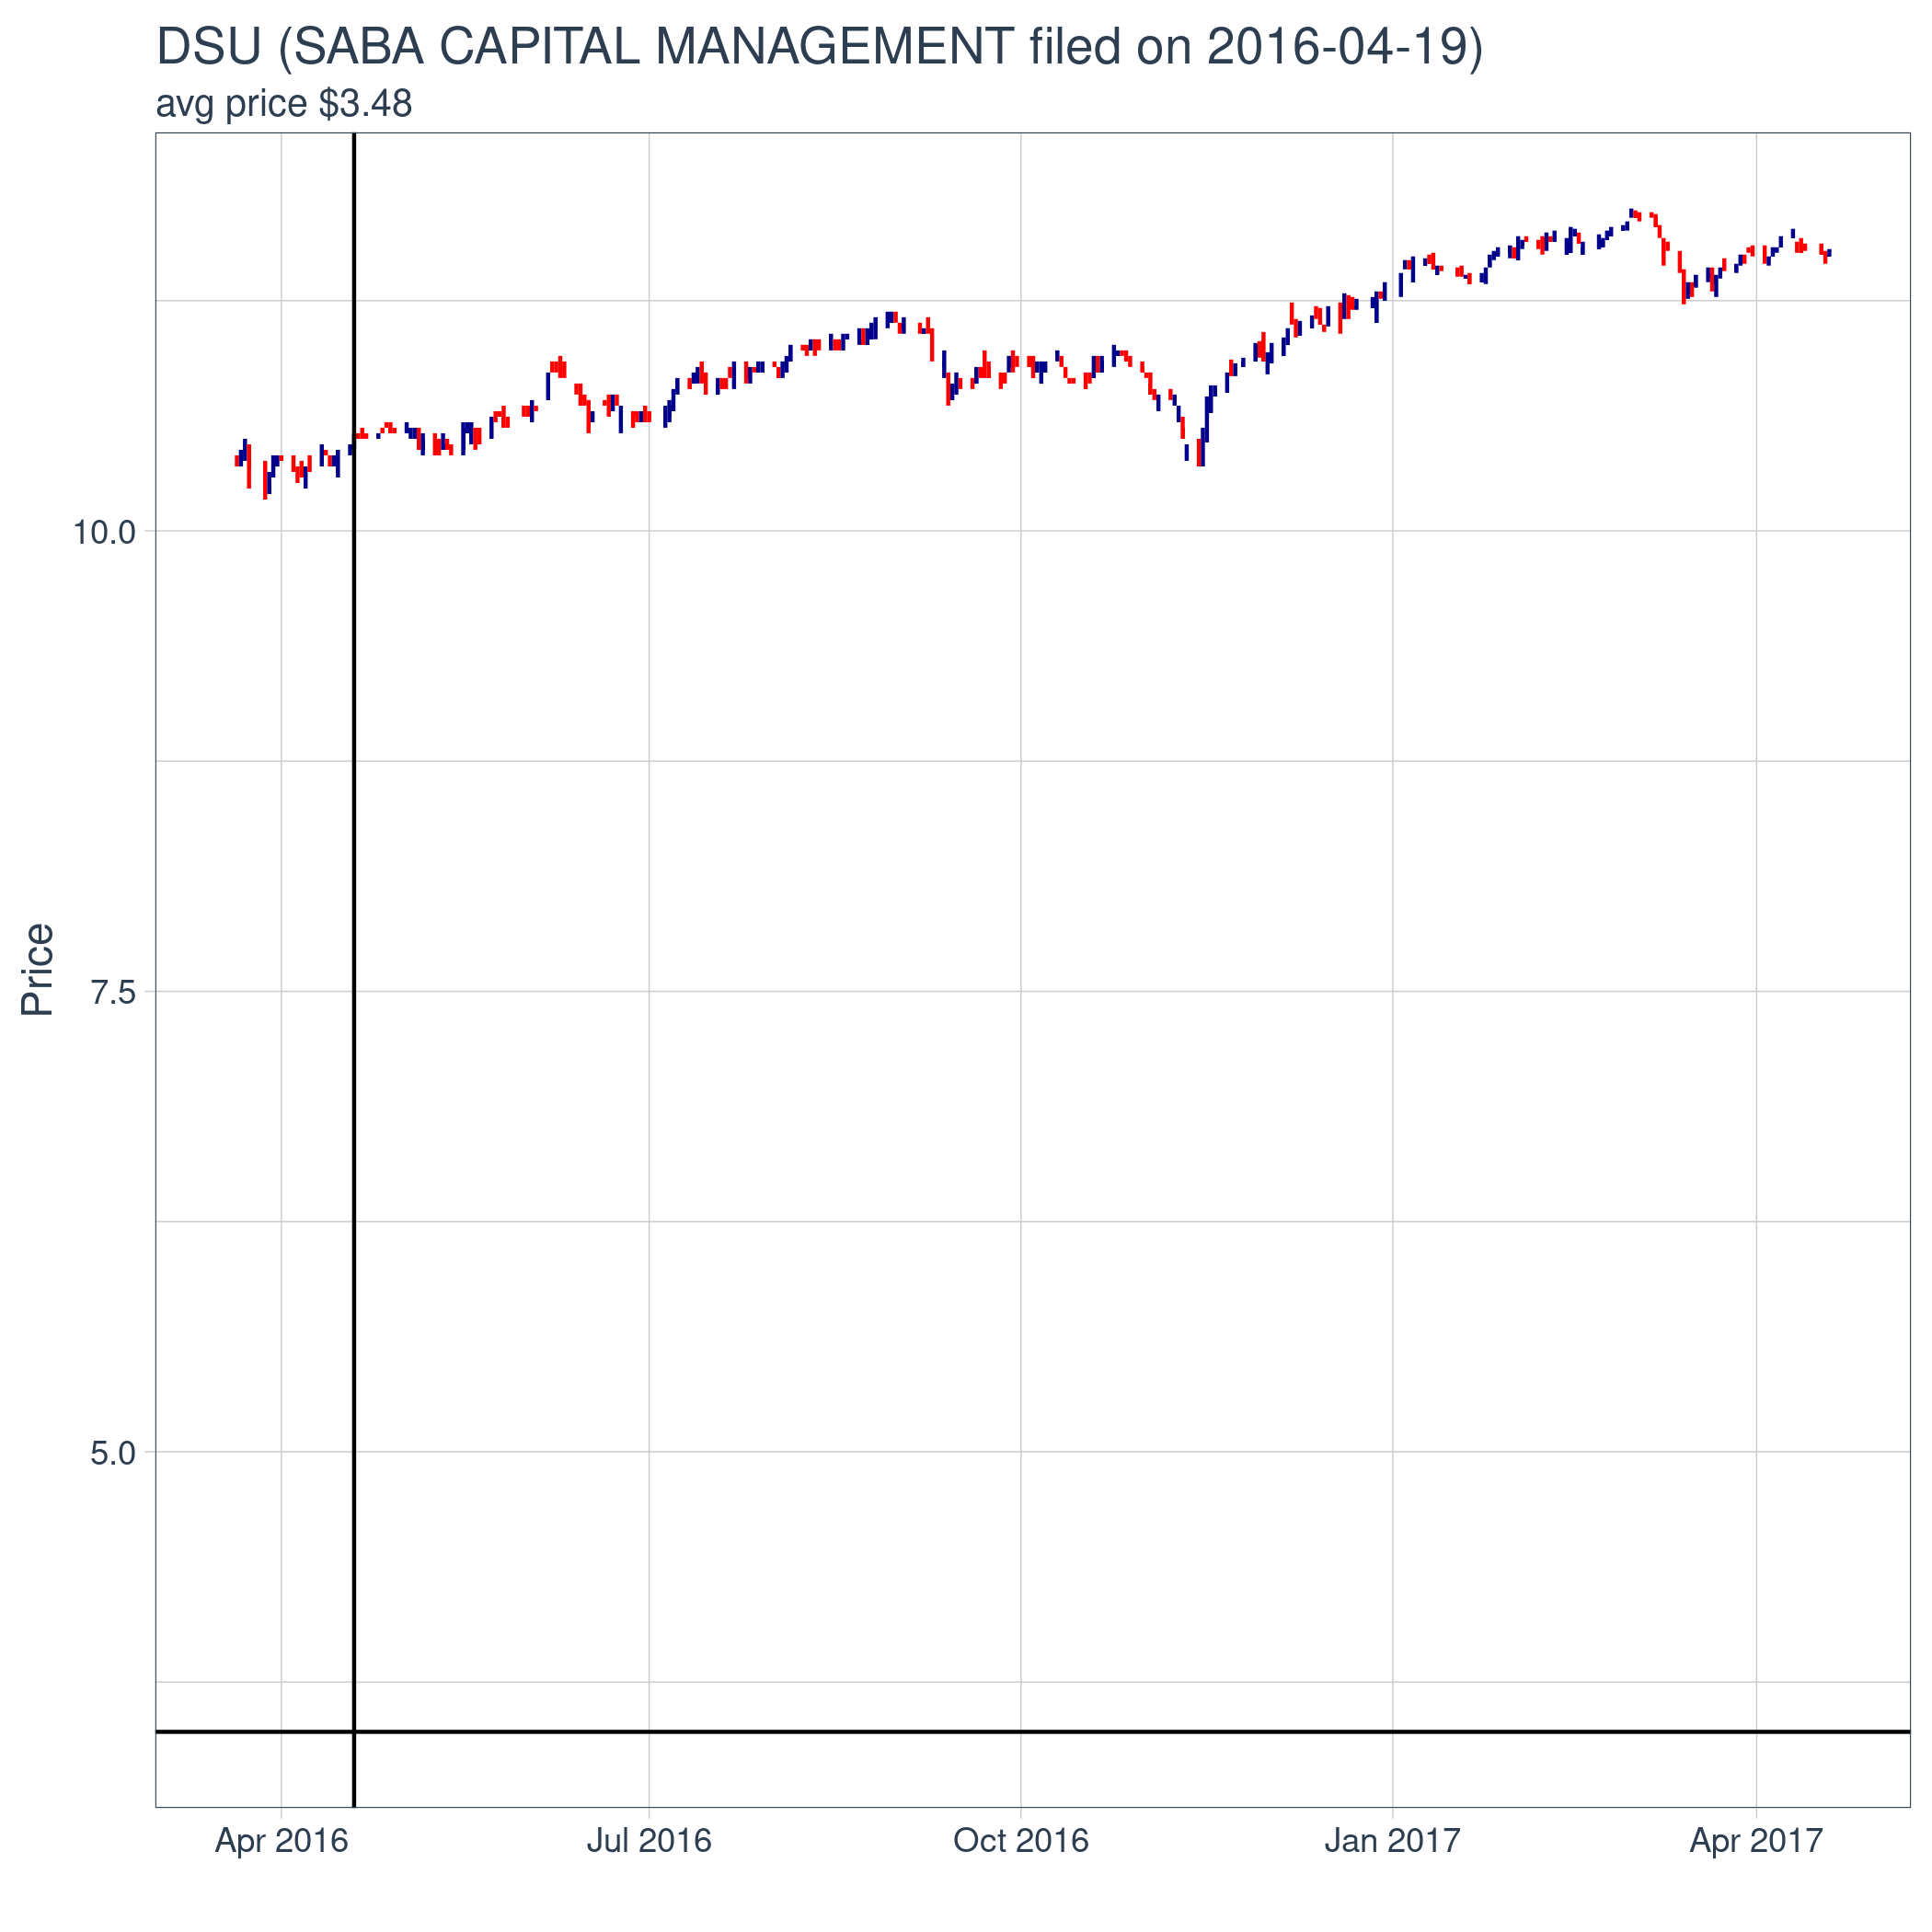 DSU (SABA CAPITAL MANAGEMENT filed on 2016-04-19)
avg price $3.48
Price
10.0
7.5
5.0
Apr 2016
Jul 2016
Oct 2016
Jan 2017
Apr 2017